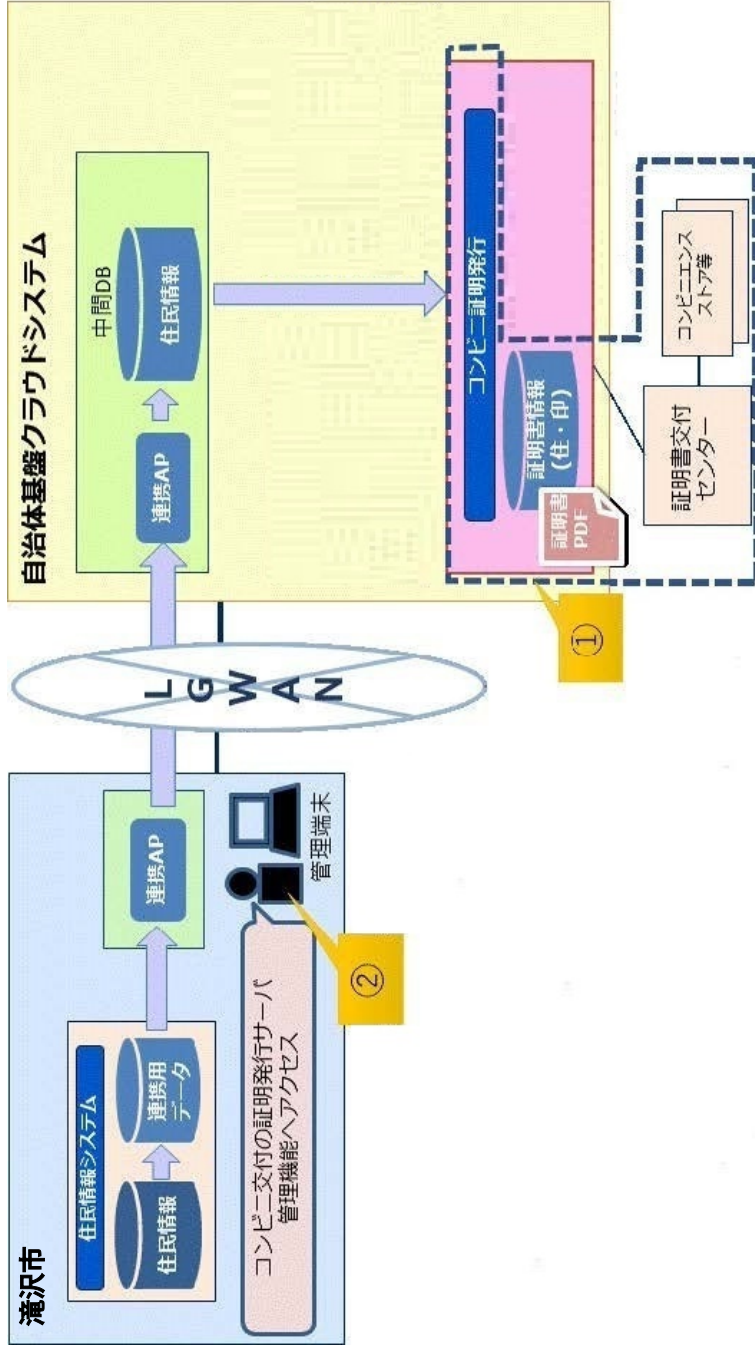 滝沢市
住民情報システム
住民情報
連携用
データ
連携AP
コンビニ交付の証明発行サーバ
管理機能へアクセス
管理端末
②
LGWAN
自治体基盤クラウドシステム
連携AP
中間DB
住民情報
コンビニ証明発行
証明書情報
(住・印)
証明書
PDF
①
証明書交付
センター
コンビニエンス
ストア等